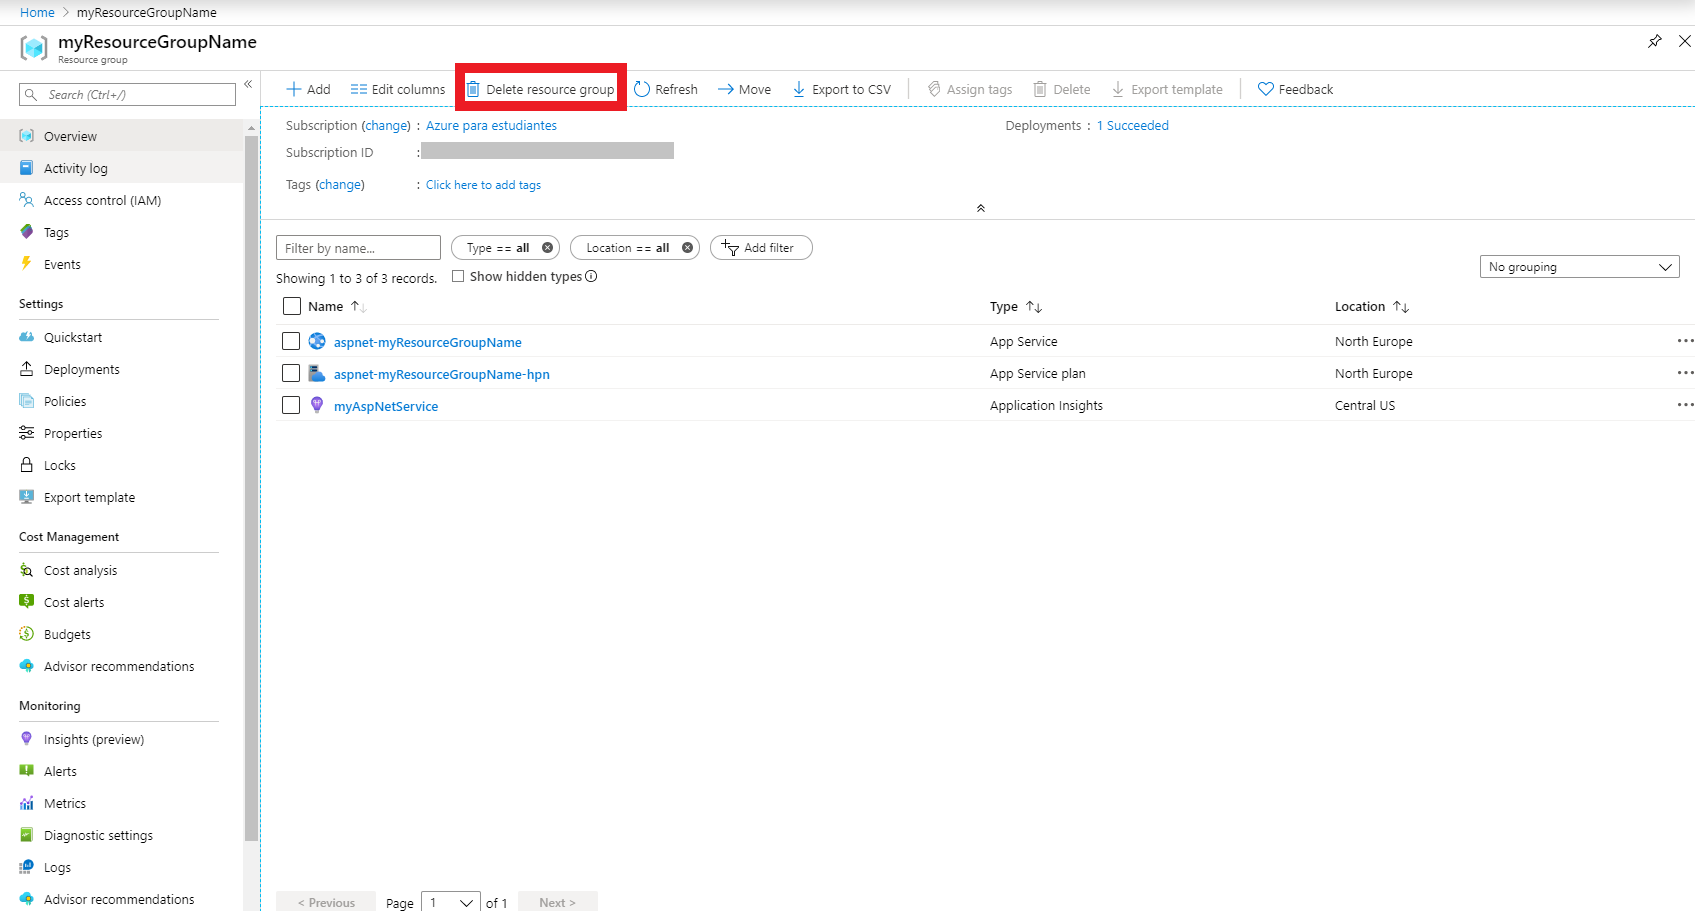 Home > myResourceGroupName
myResourceGroupName
Resource group
Search (Ctrl+/)
«
Overview
Activity log
Access control (IAM)
Tags
Events
Settings
Quickstart
Deployments
Policies
Properties
Locks
Export template
Cost Management
Cost analysis
Cost alerts
Budgets
Advisor recommendations
Monitoring
Insights (preview)
Alerts
Metrics
Diagnostic settings
Logs
Advisor recommendations
Add Edit columns Delete resource group Refresh Move Export to CSV Assign tags Delete Export template Feedback
Subscription (change) : Azure para estudiantes Deployments : 1 Succeeded
Subscription ID :
Tags (change) : Click here to add tags
Filter by name... Type == all Location == all Add filter
Showing 1 to 3 of 3 records. Show hidden types No grouping
Name Type Location
aspnet-myResourceGroupName App Service North Europe ...
aspnet-myResourceGroupName-hpn App Service plan North Europe ...
myAspNetService Application Insights Central US ...
< Previous Page 1 of 1 Next >